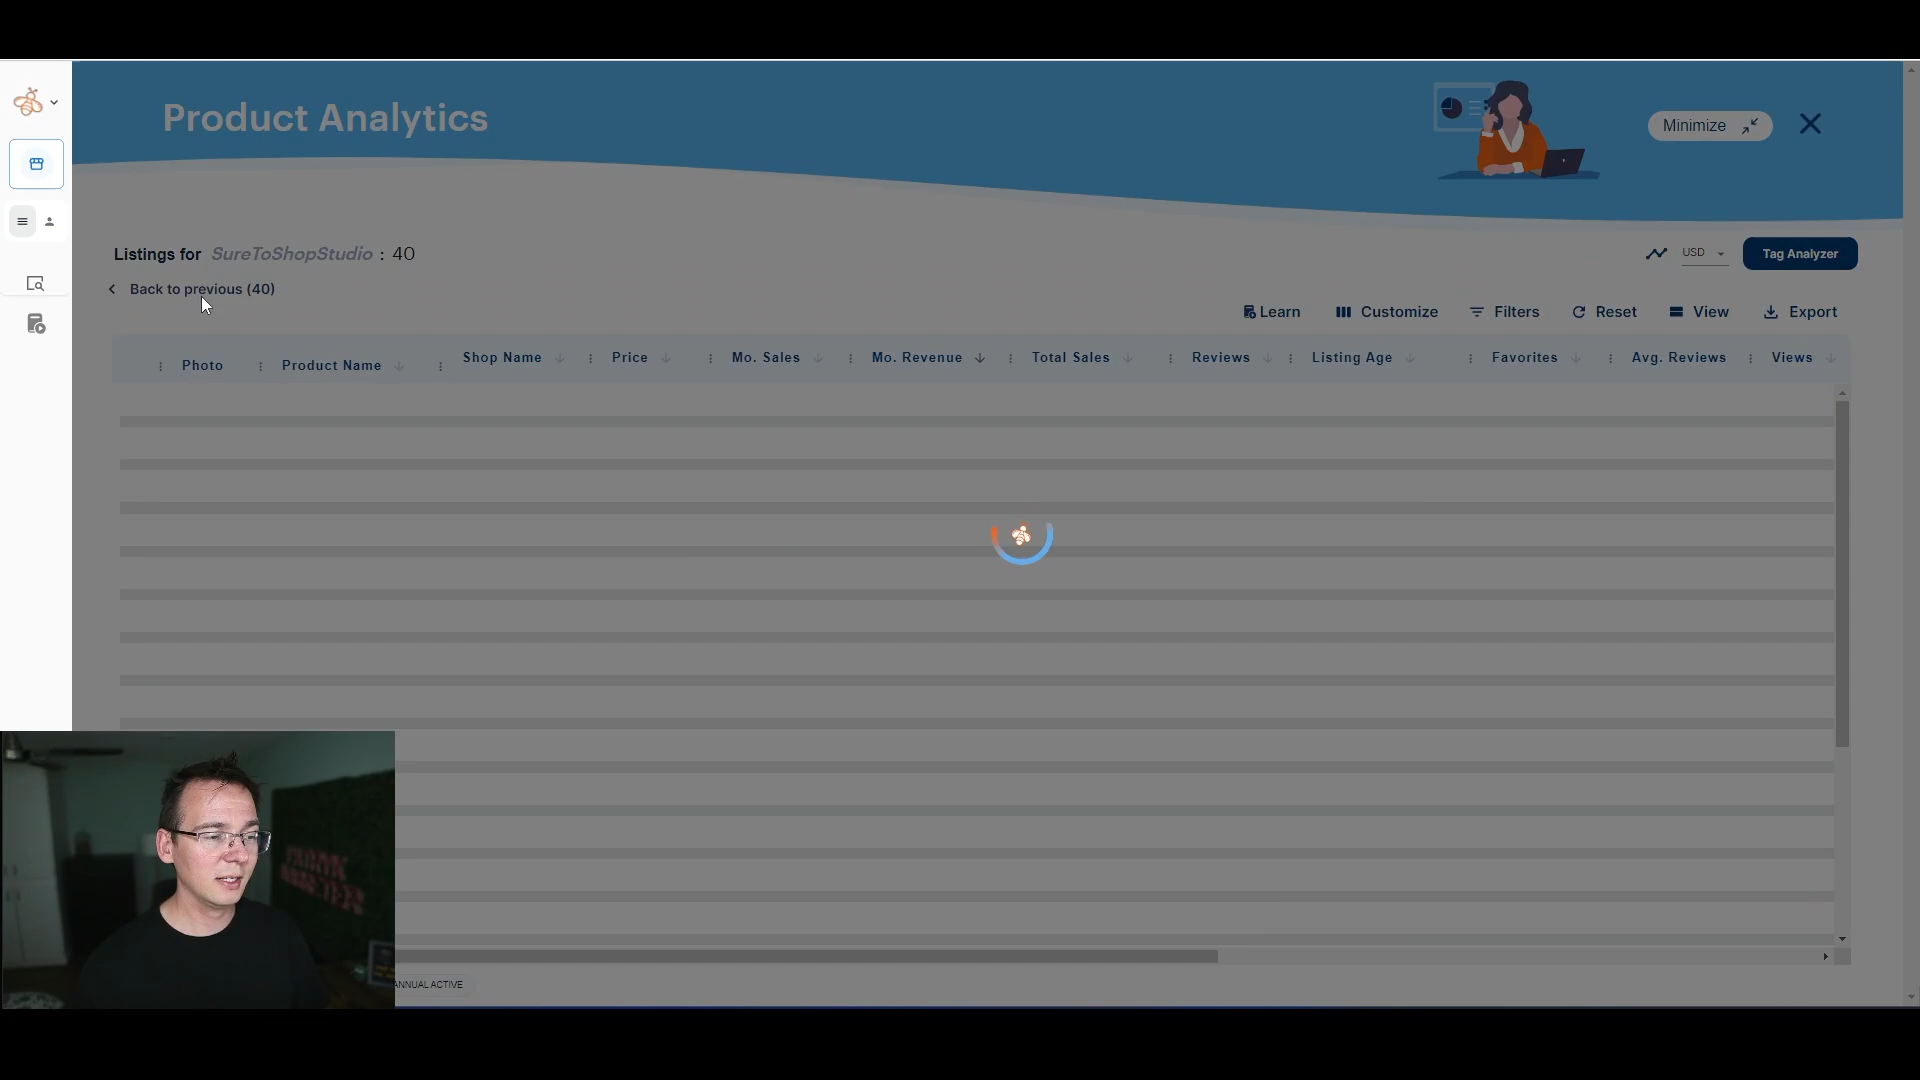 Product Analytics
Minimize
Listings for SureToShopStudio : 40
USD
Tag Analyzer
Back to previous (40)
Learn
Customize
Filters
Reset
View
Export
Photo
Product Name
Shop Name
Price
Mo. Sales
Mo. Revenue
Total Sales
Reviews
Listing Age
Favorites
Avg. Reviews
Views
ANNUAL ACTIVE